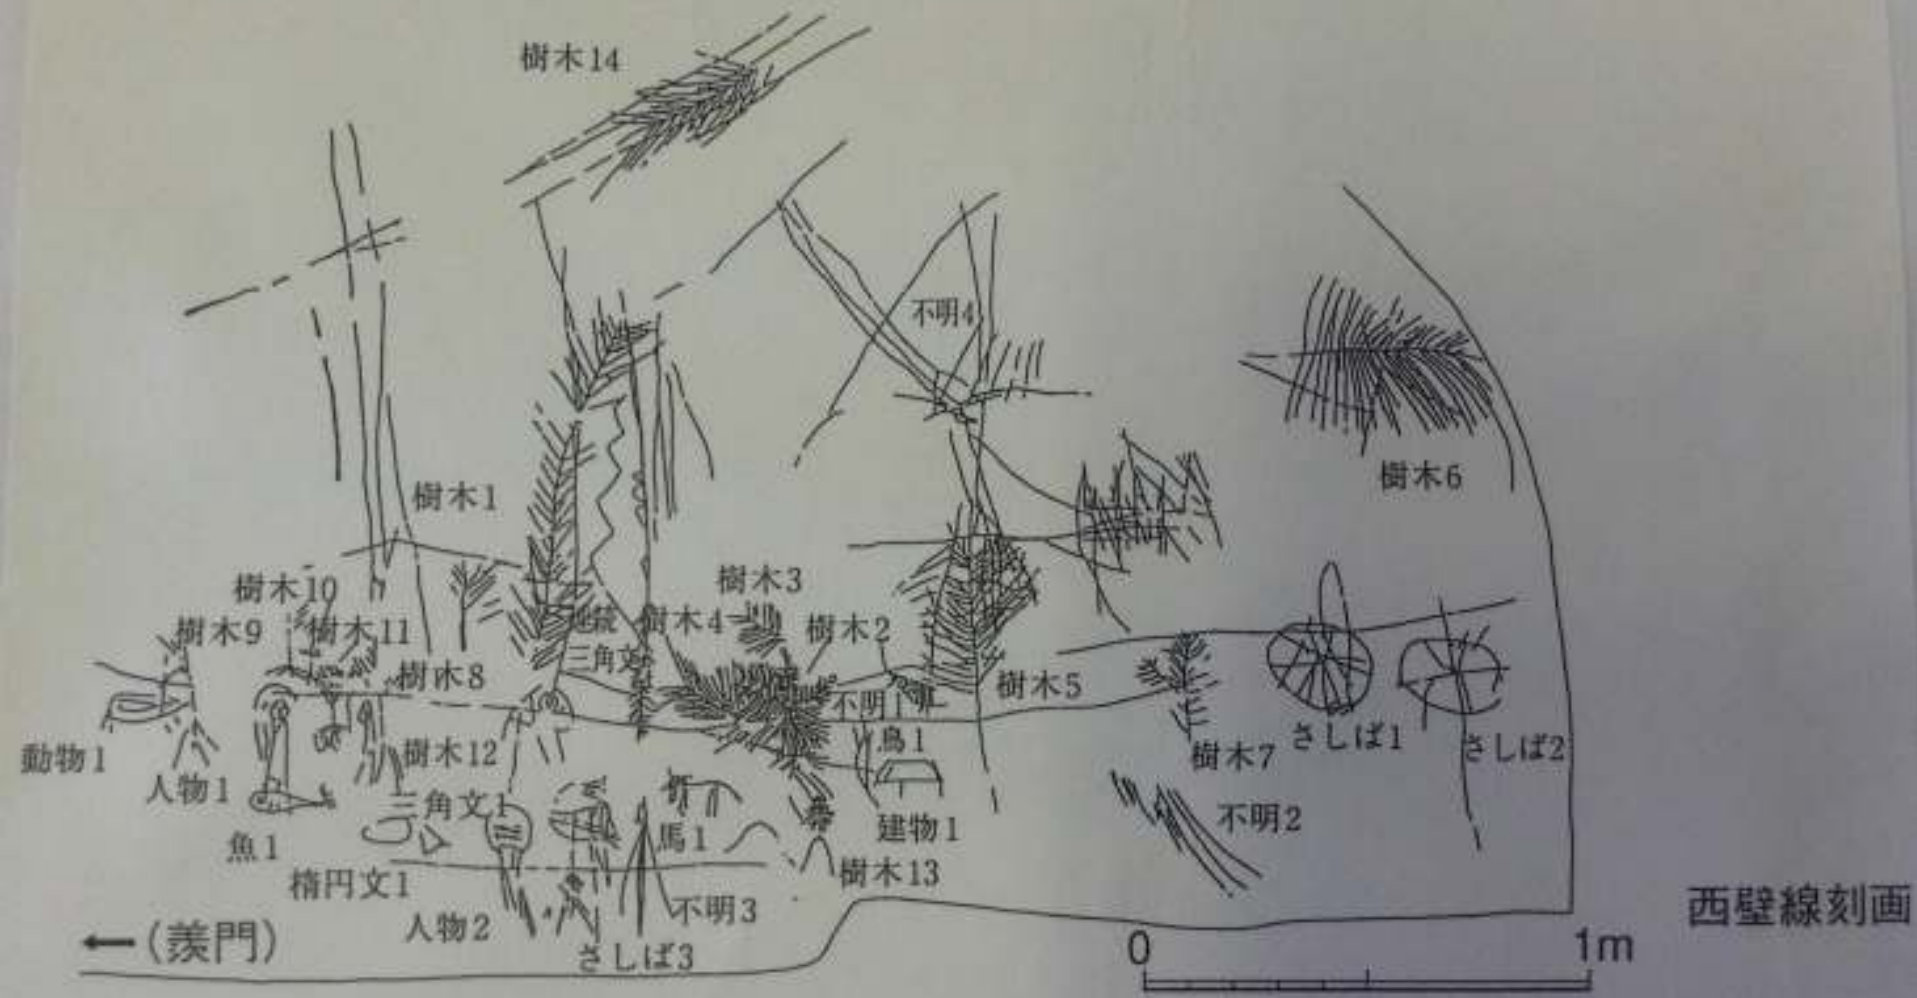 樹木14
不明4
樹木6
樹木1
樹木10
樹木3
樹木9
樹木11
連続
三角文
樹木4
樹木2
樹木8
不明1
樹木5
動物1
人物1
樹木12
鳥1
樹木7
さしば1
さしば2
三角文1
馬1
建物1
不明2
魚1
楕円文1
樹木13
人物2
不明3
さしば3
←(羨門)
0
1m
西壁線刻画